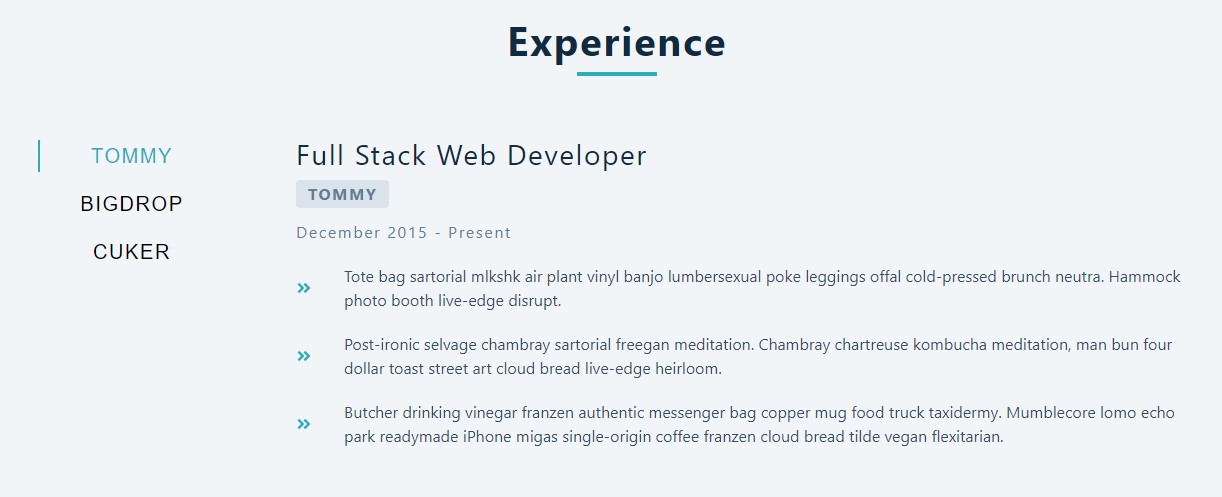 Experience
TOMMY
BIGDROP
CUKER
Full Stack Web Developer
TOMMY
December 2015 - Present
Tote bag sartorial mlkshk air plant vinyl banjo lumbersexual poke leggings offal cold-pressed brunch neutra. Hammock
photo booth live-edge disrupt.
Post-ironic selvage chambray sartorial freegan meditation. Chambray chartreuse kombucha meditation, man bun four
dollar toast street art cloud bread live-edge heirloom.
Butcher drinking vinegar franzen authentic messenger bag copper mug food truck taxidermy. Mumblecore lomo echo
park readymade iPhone migas single-origin coffee franzen cloud bread tilde vegan flexitarian.